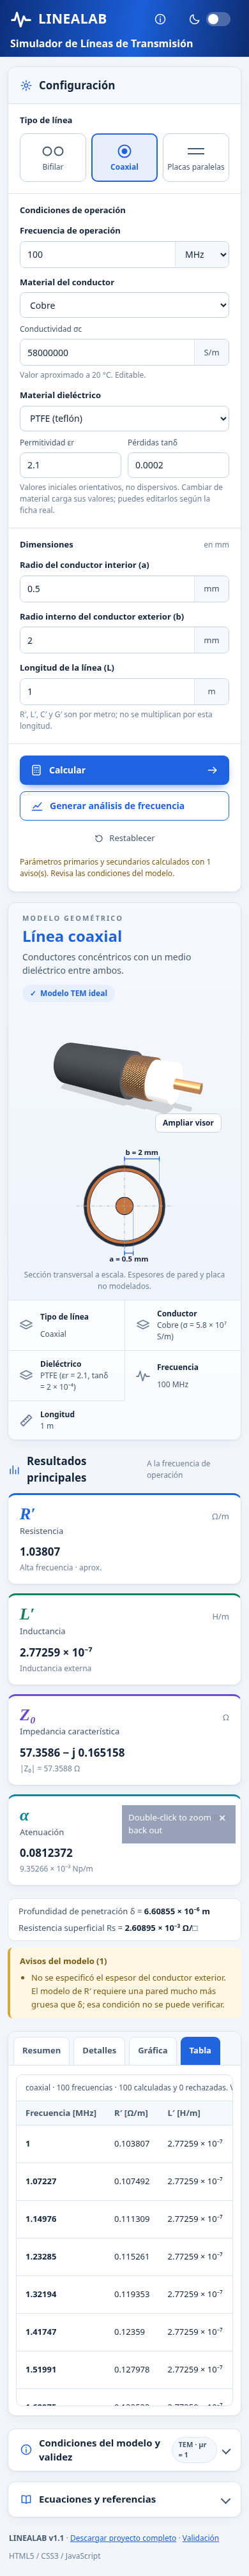 LINEALAB
Simulador de Líneas de Transmisión
Configuración
Tipo de línea
Bifilar
Coaxial
Placas paralelas
Condiciones de operación
Frecuencia de operación
100 MHz
Material del conductor
Cobre
Conductividad σc
58000000 S/m
Valor aproximado a 20 °C. Editable.
Material dieléctrico
PTFE (teflón)
Permitividad εr Pérdidas tanδ
2.1 0.0002
Valores iniciales orientativos, no dispersivos. Cambiar de
material carga sus valores; puedes editarlos según la
ficha real.
Dimensiones en mm
Radio del conductor interior (a)
0.5 mm
Radio interno del conductor exterior (b)
2 mm
Longitud de la línea (L)
1 m
R′, L′, C′ y G′ son por metro; no se multiplican por esta
longitud.
Calcular
Generar análisis de frecuencia
Restablecer
Parámetros primarios y secundarios calculados con 1
aviso(s). Revisa las condiciones del modelo.
MODELO GEOMÉTRICO
Línea coaxial
Conductores concéntricos con un medio
dieléctrico entre ambos.
✓ Modelo TEM ideal
Ampliar visor
b = 2 mm
a = 0.5 mm
Sección transversal a escala. Espesores de pared y placa
no modelados.
Tipo de línea
Coaxial
Conductor
Cobre (σ = 5.8 × 10⁷
S/m)
Dieléctrico
PTFE (εr = 2.1, tanδ
= 2 × 10⁻⁴)
Frecuencia
100 MHz
Longitud
1 m
Resultados
principales
A la frecuencia de
operación
R′ Ω/m
Resistencia
1.03807
Alta frecuencia · aprox.
L′ H/m
Inductancia
2.77259 × 10⁻⁷
Inductancia externa
Z₀ Ω
Impedancia característica
57.3586 − j 0.165158
|Z₀| = 57.3588 Ω
α
Atenuación
0.0812372
9.35266 × 10⁻³ Np/m
Double-click to zoom
back out
×
Profundidad de penetración δ = 6.60855 × 10⁻⁶ m
Resistencia superficial Rs = 2.60895 × 10⁻³ Ω/□
Avisos del modelo (1)
• No se especificó el espesor del conductor exterior.
El modelo de R′ requiere una pared mucho más
gruesa que δ; esa condición no se puede verificar.
Resumen Detalles Gráfica Tabla
coaxial · 100 frecuencias · 100 calculadas y 0 rechazadas.
Frecuencia [MHz] R′ [Ω/m] L′ [H/m]
1 0.103807 2.77259 × 10⁻⁷
1.07227 0.107492 2.77259 × 10⁻⁷
1.14976 0.111309 2.77259 × 10⁻⁷
1.23285 0.115261 2.77259 × 10⁻⁷
1.32194 0.119353 2.77259 × 10⁻⁷
1.41747 0.12359 2.77259 × 10⁻⁷
1.51991 0.127978 2.77259 × 10⁻⁷
Condiciones del modelo y
validez
TEM · μr
= 1
Ecuaciones y referencias
LINEALAB v1.1 · Descargar proyecto completo · Validación
HTML5 / CSS3 / JavaScript